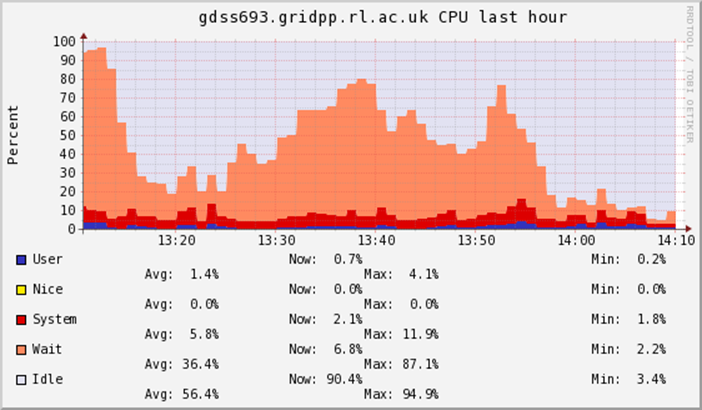 gdss693.gridpp.rl.ac.uk CPU last hour
RRDTOOL / TOBI OETIKER
Percent
100
90
80
70
60
50
40
30
20
10
0
13:20 13:30 13:40 13:50 14:00 14:10
User Now: 0.7% Min: 0.2%
Avg: 1.4% Max: 4.1%
Nice Now: 0.0% Min: 0.0%
Avg: 0.0% Max: 0.0%
System Now: 2.1% Min: 1.8%
Avg: 5.8% Max: 11.9%
Wait Now: 6.8% Min: 2.2%
Avg: 36.4% Max: 87.1%
Idle Now: 90.4% Min: 3.4%
Avg: 56.4% Max: 94.9%